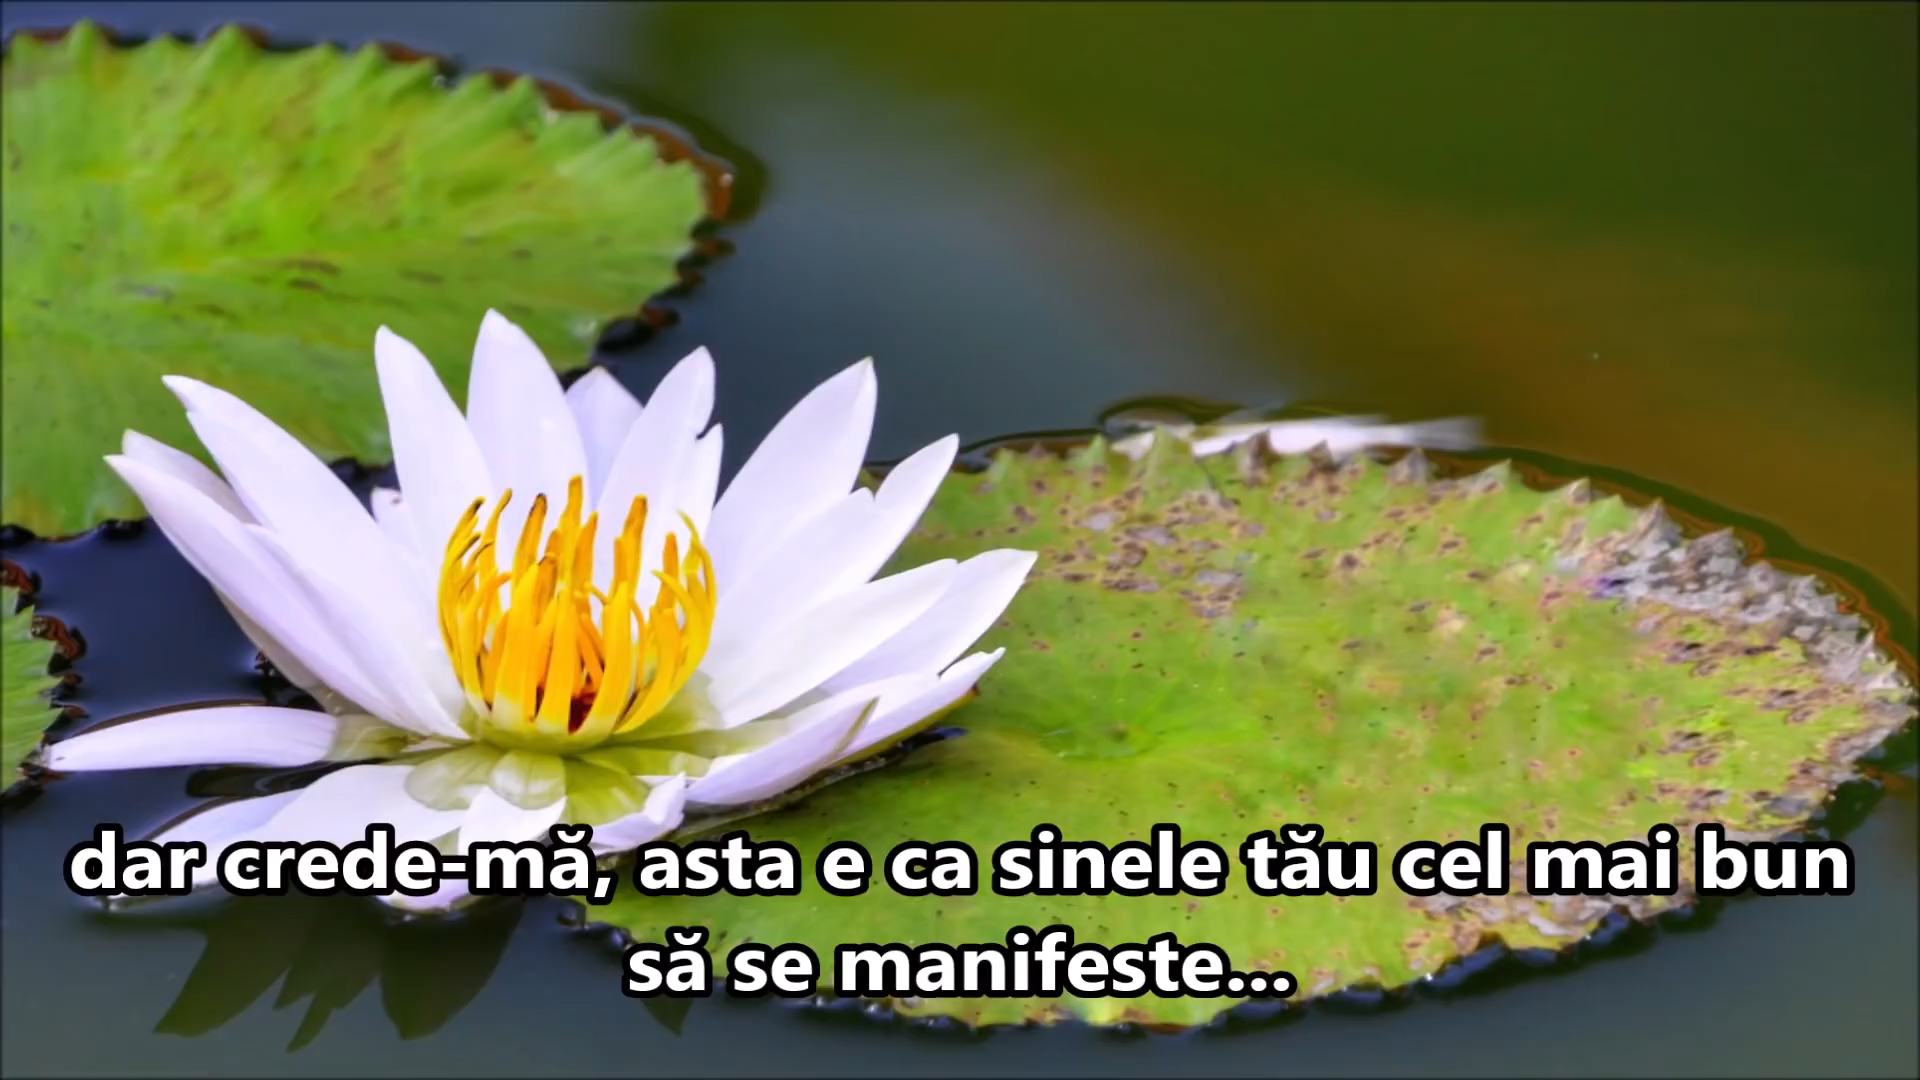 dar crede-mă, asta e ca sinele tău cel mai bun
să se manifeste...